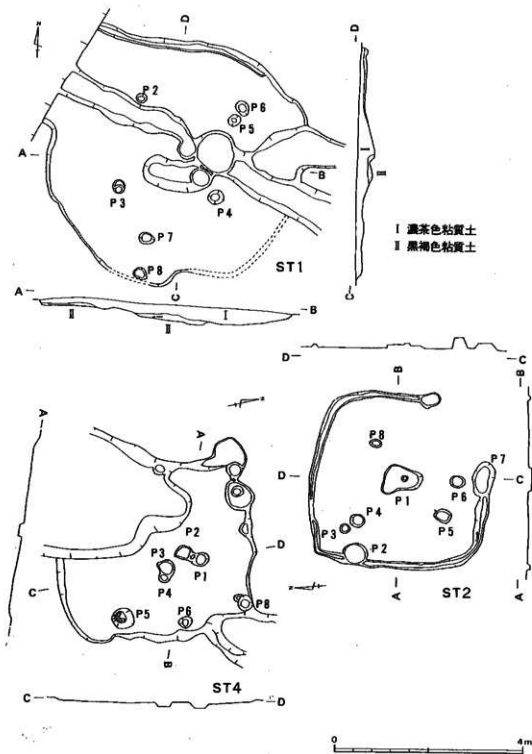 D
N
P2
P6
P5
A
B
P3
P4
P7
P8
ST1
C
D
I
II
C
I 濃茶色粘質土
II 黒褐色粘質土
A
B
II
II
I
D
C
B
B
P8
P7
D
P1
P6
C
P4
P3
P5
P2
A
A
ST2
A
A
P2
P3
P1
D
P4
C
P5
P6
P8
B
ST4
C
D
0
4m